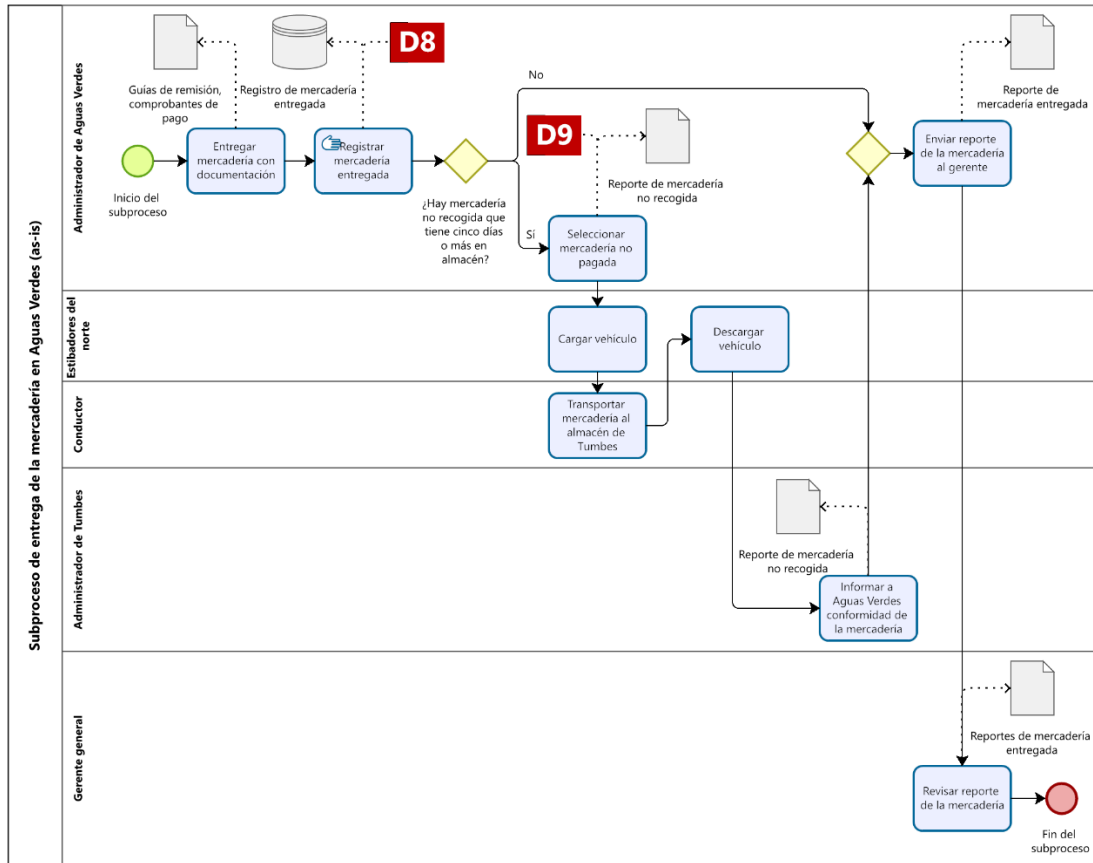 Subproceso de entrega de la mercadería en Aguas Verdes (as-is)
Administrador de Aguas Verdes
Guías de remisión,
comprobantes de
pago
Registro de mercadería
entregada
D8
Entregar
mercadería con
documentación
Registrar
mercadería
entregada
Inicio del
subproceso
¿Hay mercadería
no recogida que
tiene cinco días
o más en
almacén?
No
Sí
D9
Reporte de mercadería
no recogida
Seleccionar
mercadería no
pagada
Reporte de
mercadería entregada
Enviar reporte
de la mercadería
al gerente
Estibadores del
norte
Cargar vehículo
Descargar
vehículo
Conductor
Transportar
mercadería al
almacén de
Tumbes
Administrador de Tumbes
Reporte de mercadería
no recogida
Informar a
Aguas Verdes
conformidad de
la mercadería
Gerente general
Reportes de mercadería
entregada
Revisar reporte
de la mercadería
Fin del
subproceso